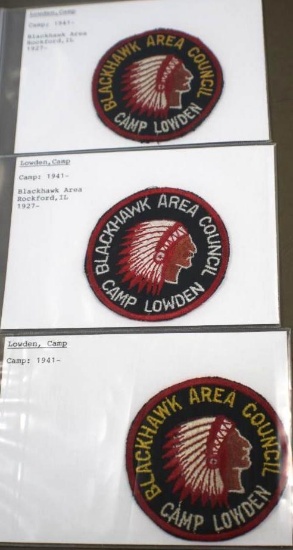 Lowden,Camp
Camp: 1941-
Blackhawk Area
Rockford,IL
1927-
BLACKHAWK AREA COUNCIL
CAMP LOWDEN
Lowden,Camp
Camp: 1941-
Blackhawk Area
Rockford,IL
1927-
BLACKHAWK AREA COUNCIL
CAMP LOWDEN
Lowden, Camp
Camp: 1941-
BLACKHAWK AREA COUNCIL
CAMP LOWDEN